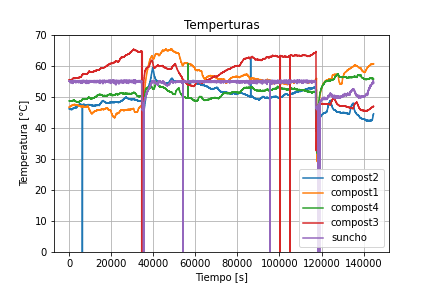 Temperturas
70
60
50
40
30
20
10
0
Temperatura [°C]
compost2
compost1
compost4
compost3
suncho
0 20000 40000 60000 80000 100000 120000 140000
Tiempo [s]